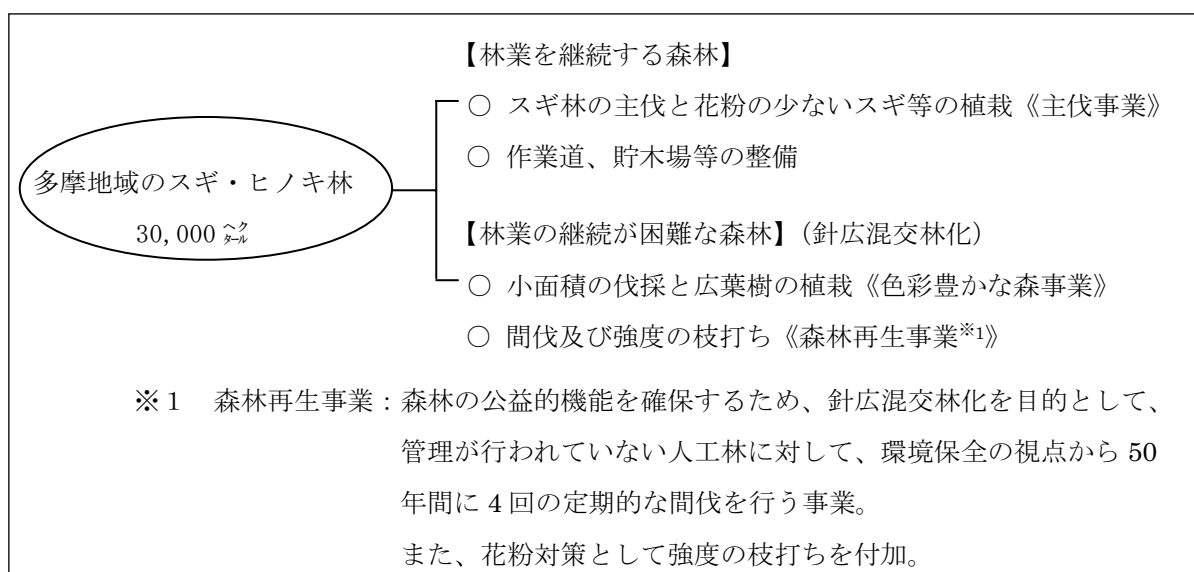 【林業を継続する森林】
○ スギ林の主伐と花粉の少ないスギ等の植栽《主伐事業》
○ 作業道、貯木場等の整備
多摩地域のスギ・ヒノキ林
30,000 ㌶
【林業の継続が困難な森林】(針広混交林化)
○ 小面積の伐採と広葉樹の植栽《色彩豊かな森事業》
○ 間伐及び強度の枝打ち《森林再生事業※1》
※1 森林再生事業：森林の公益的機能を確保するため、針広混交林化を目的として、
管理が行われていない人工林に対して、環境保全の視点から 50
年間に 4 回の定期的な間伐を行う事業。
また、花粉対策として強度の枝打ちを付加。